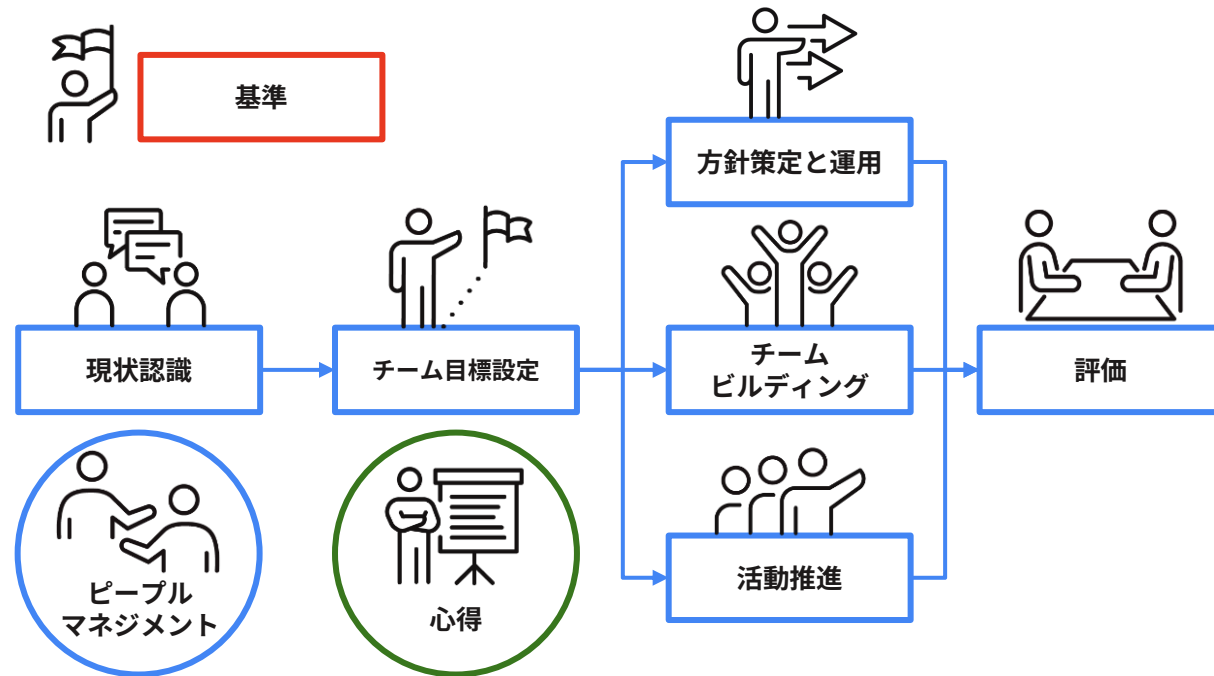 基準
方針策定と運用
現状認識
チーム目標設定
チーム
ビルディング
評価
活動推進
ピープル
マネジメント
心得